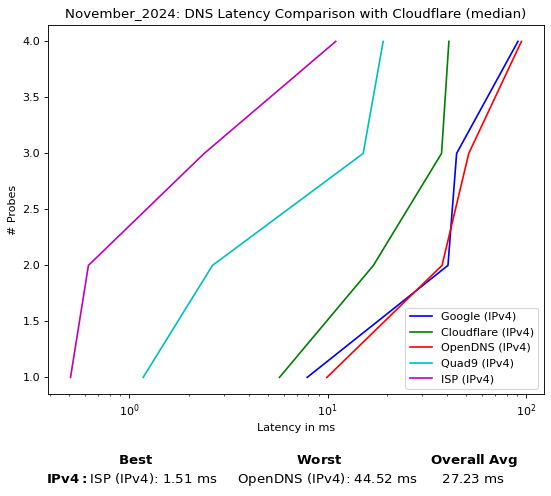 November_2024: DNS Latency Comparison with Cloudflare (median)
# Probes
4.0
3.5
3.0
2.5
2.0
1.5
1.0
Google (IPv4)
Cloudflare (IPv4)
OpenDNS (IPv4)
Quad9 (IPv4)
ISP (IPv4)
10⁰ 10¹ 10²
Latency in ms
Best Worst Overall Avg
IPv4: ISP (IPv4): 1.51 ms OpenDNS (IPv4): 44.52 ms 27.23 ms